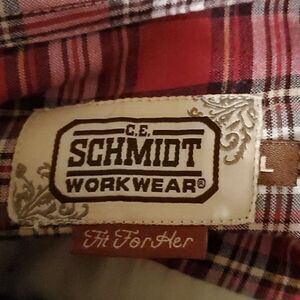 C.E.
SCHMIDT
WORKWEAR®
L
Fit For Her